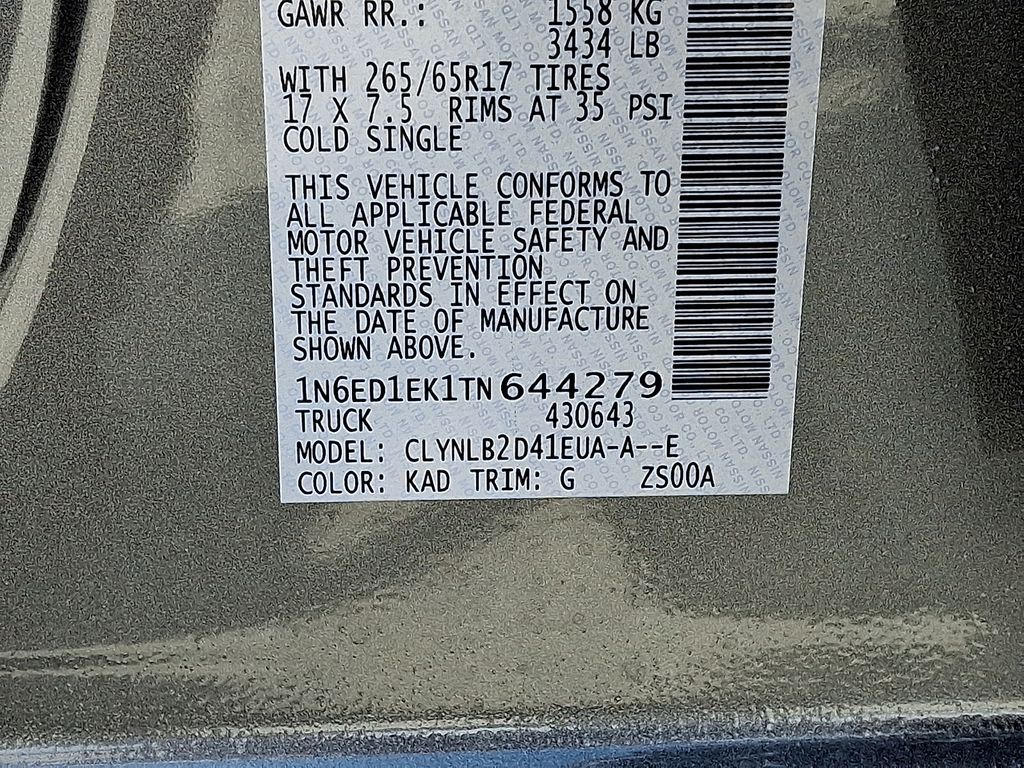 GAWR RR.: 1558 KG
3434 LB
WITH 265/65R17 TIRES
17 X 7.5 RIMS AT 35 PSI
COLD SINGLE
THIS VEHICLE CONFORMS TO
ALL APPLICABLE FEDERAL
MOTOR VEHICLE SAFETY AND
THEFT PREVENTION
STANDARDS IN EFFECT ON
THE DATE OF MANUFACTURE
SHOWN ABOVE.
1N6ED1EK1TN644279
TRUCK 430643
MODEL: CLYNLB2D41EUA-A--E
COLOR: KAD TRIM: G ZS00A